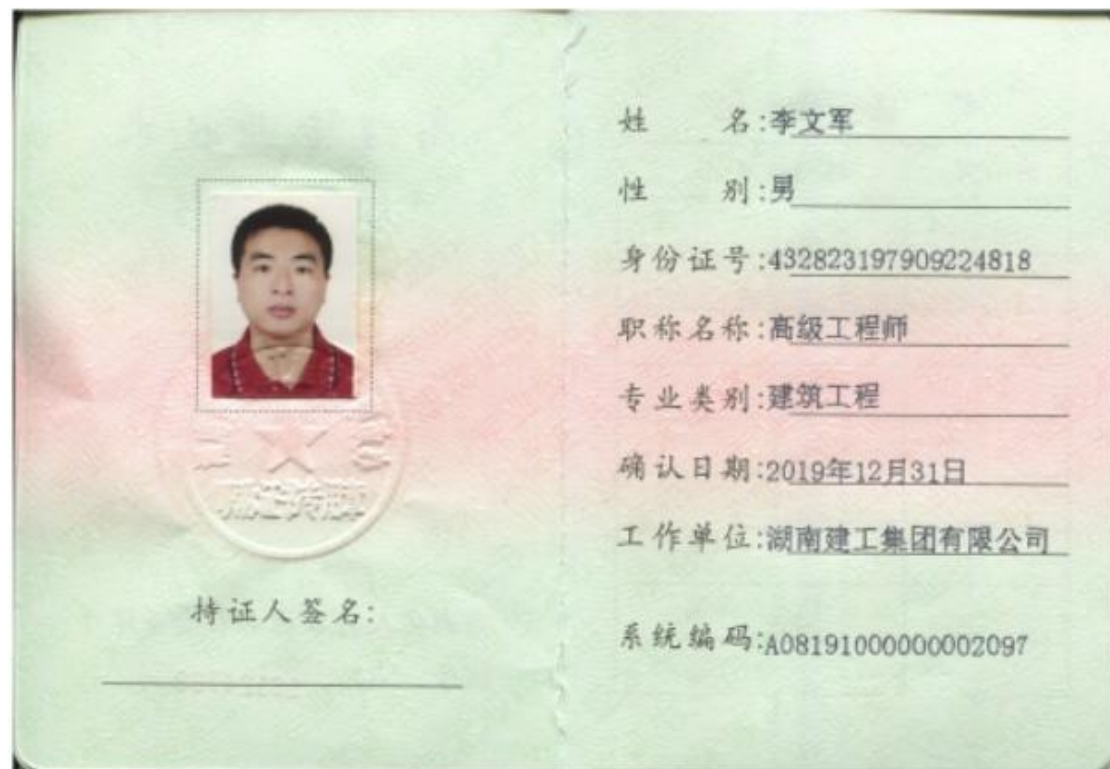 持证人签名:
姓 名:李文军
性 别:男
身份证号:432823197909224818
职称名称:高级工程师
专业类别:建筑工程
确认日期:2019年12月31日
工作单位:湖南建工集团有限公司
系统编码:A08191000000002097